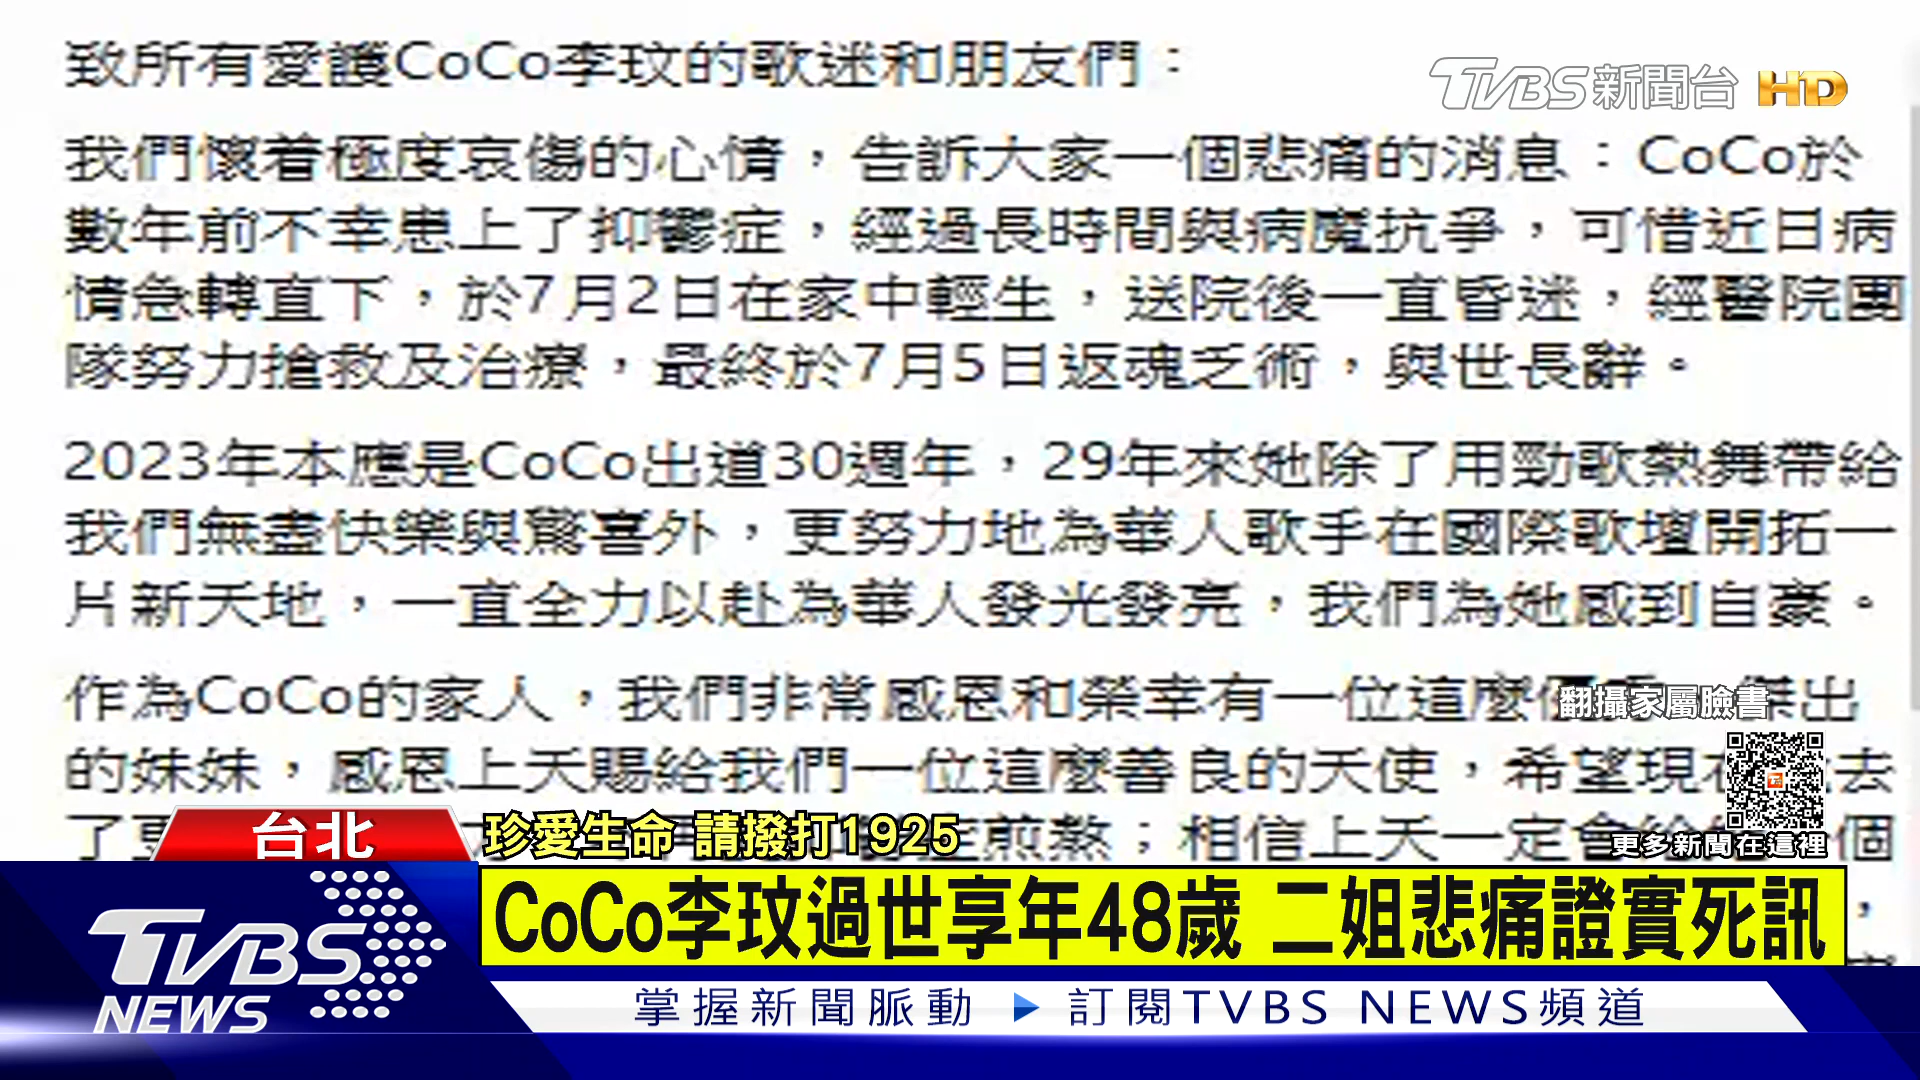 致所有愛護CoCo李玟的歌迷和朋友們：
TVBS新聞台 HD
我們懷着極度哀傷的心情，告訴大家一個悲痛的消息：CoCo於
數年前不幸患上了抑鬱症，經過長時間與病魔抗爭，可惜近日病
情急轉直下，於7月2日在家中輕生，送院後一直昏迷，經醫院團
隊努力搶救及治療，最終於7月5日返魂乏術，與世長辭。
2023年本應是CoCo出道30週年，29年來她除了用勁歌熱舞帶給
我們無盡快樂與驚喜外，更努力地為華人歌手在國際歌壇開拓一
片新天地，一直全力以赴為華人發光發亮，我們為她感到自豪。
作為CoCo的家人，我們非常感恩和榮幸有一位這麼優 傑出
翻攝家屬臉書
的妹妹，感恩上天賜給我們一位這麼善良的天使，希望現在 去
了 煎熬；相信上天一定會 個
更多新聞在這裡
台北
珍愛生命 請撥打1925
CoCo李玟過世享年48歲 二姐悲痛證實死訊
TVBS NEWS
掌握新聞脈動 ▶ 訂閱TVBS NEWS頻道